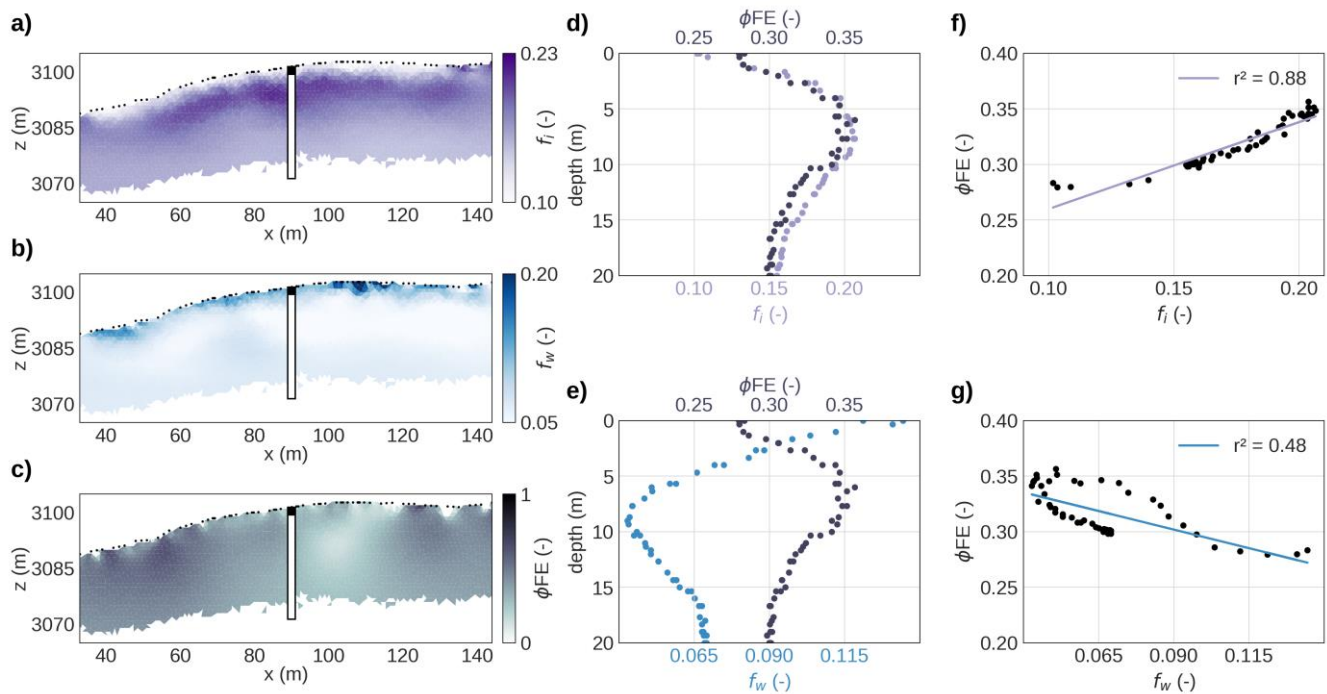 a)
3100
3085
3070
z (m)
40 60 80 100 120 140
x (m)
0.23
f_i (-)
0.10
b)
3100
3085
3070
z (m)
40 60 80 100 120 140
x (m)
0.20
f_w (-)
0.05
c)
3100
3085
3070
z (m)
40 60 80 100 120 140
x (m)
1
ϕFE (-)
0
d)
ϕFE (-)
0.25 0.30 0.35
0
5
10
15
20
depth (m)
0.10 0.15 0.20
f_i (-)
e)
ϕFE (-)
0.25 0.30 0.35
0
5
10
15
20
depth (m)
0.065 0.090 0.115
f_w (-)
f)
0.40
0.35
0.30
0.25
0.20
ϕFE (-)
r² = 0.88
0.10 0.15 0.20
f_i (-)
g)
0.40
0.35
0.30
0.25
0.20
ϕFE (-)
r² = 0.48
0.065 0.090 0.115
f_w (-)